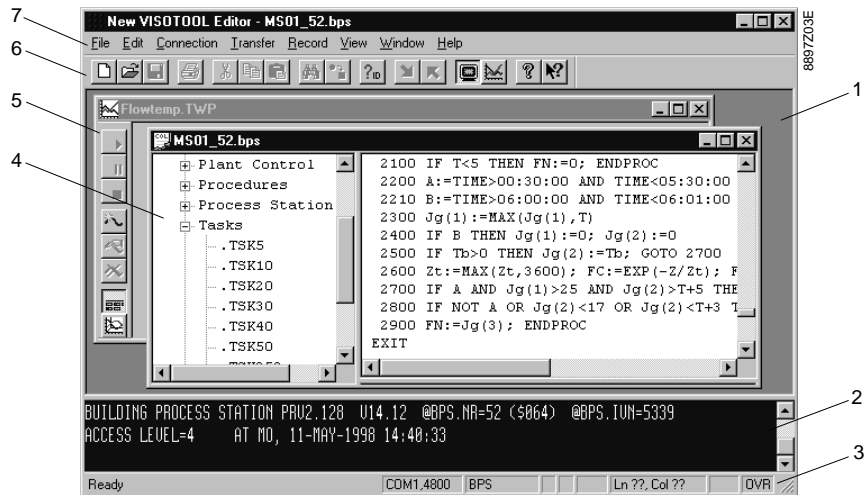 New VISOTOOL Editor - MS01_52.bps
7
File Edit Connection Transfer Record View Window Help
6
?ID
8897Z03E
5
Flowtemp.TWP
1
MS01_52.bps
4
Plant Control
Procedures
Process Station
Tasks
.TSK5
.TSK10
.TSK20
.TSK30
.TSK40
.TSK50
2100 IF T<5 THEN FN:=0; ENDPROC
2200 A:=TIME>00:30:00 AND TIME<05:30:00
2210 B:=TIME>06:00:00 AND TIME<06:01:00
2300 Jg(1):=MAX(Jg(1),T)
2400 IF B THEN Jg(1):=0; Jg(2):=0
2500 IF Tb>0 THEN Jg(2):=Tb; GOTO 2700
2600 Zt:=MAX(Zt,3600); FC:=EXP(-Z/Zt); F
2700 IF A AND Jg(1)>25 AND Jg(2)>T+5 THE
2800 IF NOT A OR Jg(2)<17 OR Jg(2)<T+3 T
2900 FN:=Jg(3); ENDPROC
EXIT
BUILDING PROCESS STATION PRV2.128 V14.12 @BPS.NR=52 ($064) @BPS.IVN=5339
2
ACCESS LEVEL=4 AT MO, 11-MAY-1998 14:40:33
3
Ready COM1,4800 BPS Ln ??, Col ?? OVR